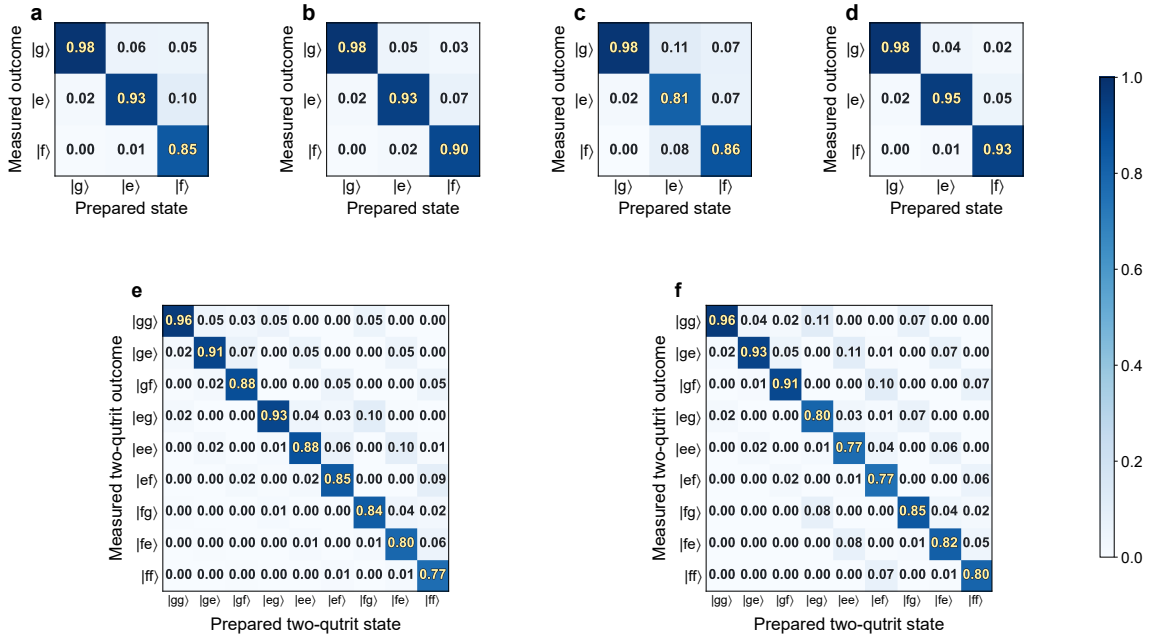 a
b
c
d
Measured outcome
|g⟩ 0.98 0.06 0.05
|e⟩ 0.02 0.93 0.10
|f⟩ 0.00 0.01 0.85
|g⟩ |e⟩ |f⟩
Prepared state
Measured outcome
|g⟩ 0.98 0.05 0.03
|e⟩ 0.02 0.93 0.07
|f⟩ 0.00 0.02 0.90
|g⟩ |e⟩ |f⟩
Prepared state
Measured outcome
|g⟩ 0.98 0.11 0.07
|e⟩ 0.02 0.81 0.07
|f⟩ 0.00 0.08 0.86
|g⟩ |e⟩ |f⟩
Prepared state
Measured outcome
|g⟩ 0.98 0.04 0.02
|e⟩ 0.02 0.95 0.05
|f⟩ 0.00 0.01 0.93
|g⟩ |e⟩ |f⟩
Prepared state
1.0
0.8
0.6
0.4
0.2
0.0
e
Measured two-qutrit outcome
|gg⟩ 0.96 0.05 0.03 0.05 0.00 0.00 0.05 0.00 0.00
|ge⟩ 0.02 0.91 0.07 0.00 0.05 0.00 0.00 0.05 0.00
|gf⟩ 0.00 0.02 0.88 0.00 0.00 0.05 0.00 0.00 0.05
|eg⟩ 0.02 0.00 0.00 0.93 0.04 0.03 0.10 0.00 0.00
|ee⟩ 0.00 0.02 0.00 0.01 0.88 0.06 0.00 0.10 0.01
|ef⟩ 0.00 0.00 0.02 0.00 0.02 0.85 0.00 0.00 0.09
|fg⟩ 0.00 0.00 0.00 0.01 0.00 0.00 0.84 0.04 0.02
|fe⟩ 0.00 0.00 0.00 0.00 0.01 0.00 0.01 0.80 0.06
|ff⟩ 0.00 0.00 0.00 0.00 0.00 0.01 0.00 0.01 0.77
|gg⟩ |ge⟩ |gf⟩ |eg⟩ |ee⟩ |ef⟩ |fg⟩ |fe⟩ |ff⟩
Prepared two-qutrit state
f
Measured two-qutrit outcome
|gg⟩ 0.96 0.04 0.02 0.11 0.00 0.00 0.07 0.00 0.00
|ge⟩ 0.02 0.93 0.05 0.00 0.11 0.01 0.00 0.07 0.00
|gf⟩ 0.00 0.01 0.91 0.00 0.00 0.10 0.00 0.00 0.07
|eg⟩ 0.02 0.00 0.00 0.80 0.03 0.01 0.07 0.00 0.00
|ee⟩ 0.00 0.02 0.00 0.01 0.77 0.04 0.00 0.06 0.00
|ef⟩ 0.00 0.00 0.02 0.00 0.01 0.77 0.00 0.00 0.06
|fg⟩ 0.00 0.00 0.00 0.08 0.00 0.00 0.85 0.04 0.02
|fe⟩ 0.00 0.00 0.00 0.00 0.08 0.00 0.01 0.82 0.05
|ff⟩ 0.00 0.00 0.00 0.00 0.00 0.07 0.00 0.01 0.80
|gg⟩ |ge⟩ |gf⟩ |eg⟩ |ee⟩ |ef⟩ |fg⟩ |fe⟩ |ff⟩
Prepared two-qutrit state